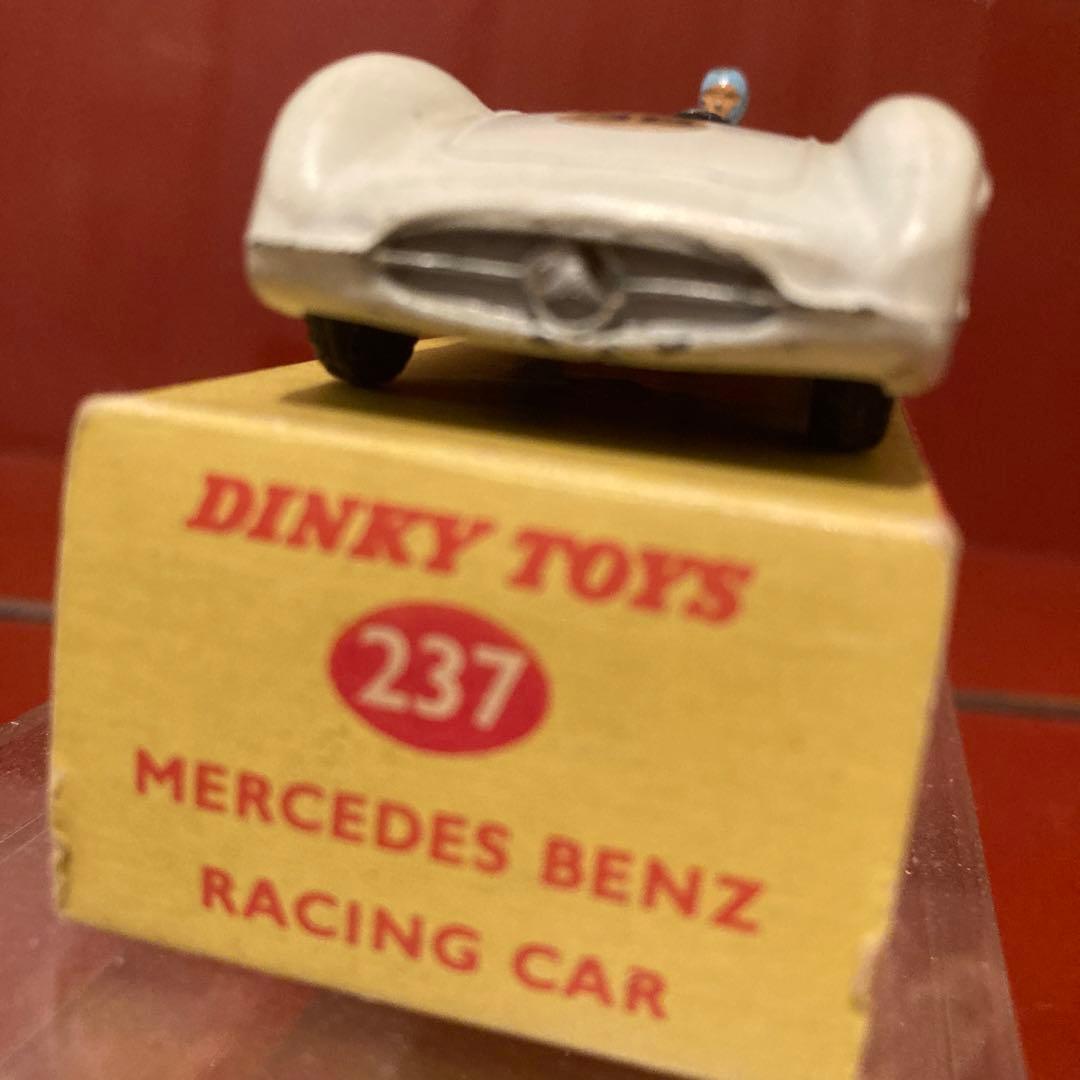 DINKY TOYS
237
MERCEDES BENZ
RACING CAR